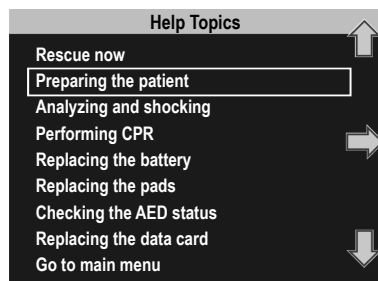 Help Topics
Rescue now
Preparing the patient
Analyzing and shocking
Performing CPR
Replacing the battery
Replacing the pads
Checking the AED status
Replacing the data card
Go to main menu